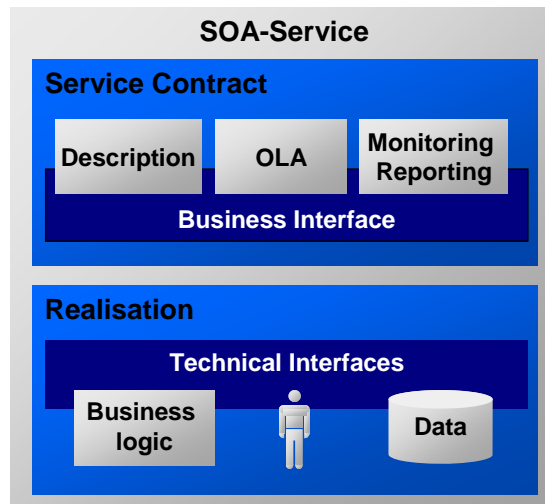 SOA-Service
Service Contract
Description
OLA
Monitoring
Reporting
Business Interface
Realisation
Technical Interfaces
Business
logic
Data